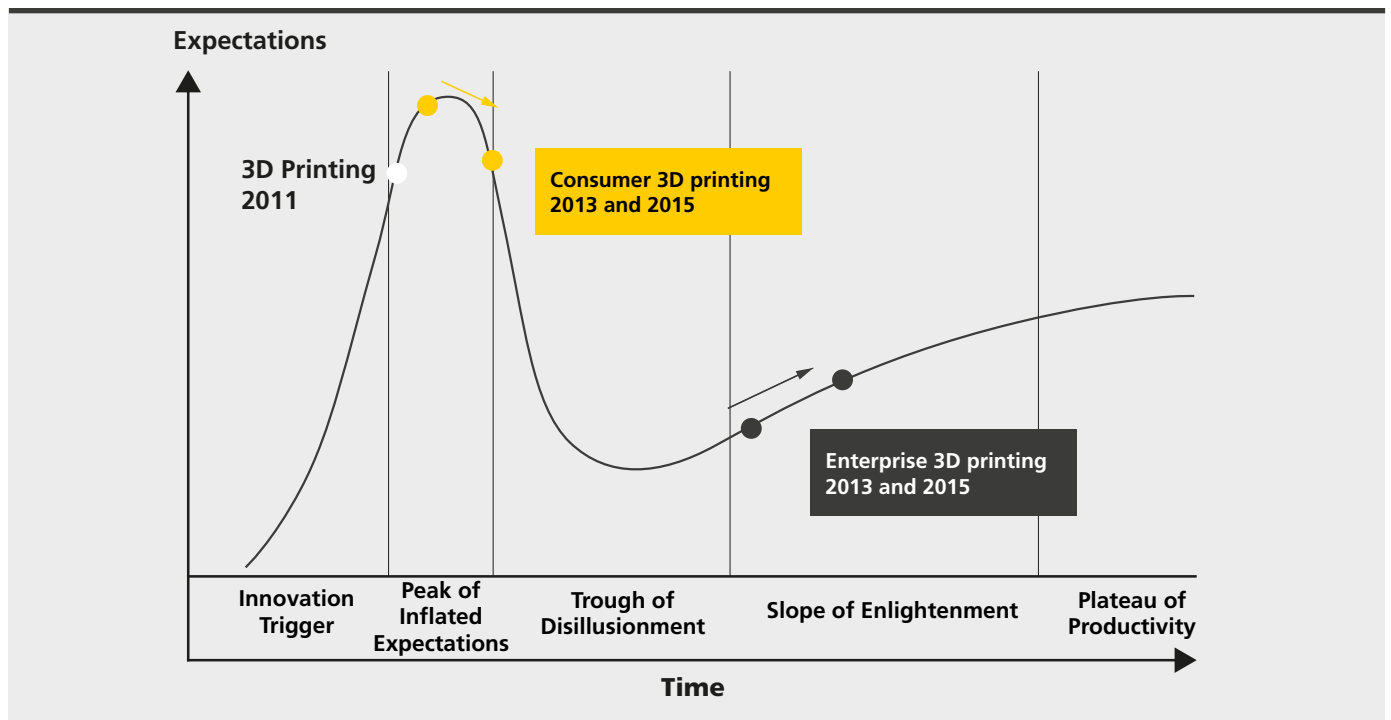 Expectations
3D Printing
2011
Consumer 3D printing
2013 and 2015
Enterprise 3D printing
2013 and 2015
Innovation
Trigger
Peak of
Inflated
Expectations
Trough of
Disillusionment
Slope of Enlightenment
Plateau of
Productivity
Time